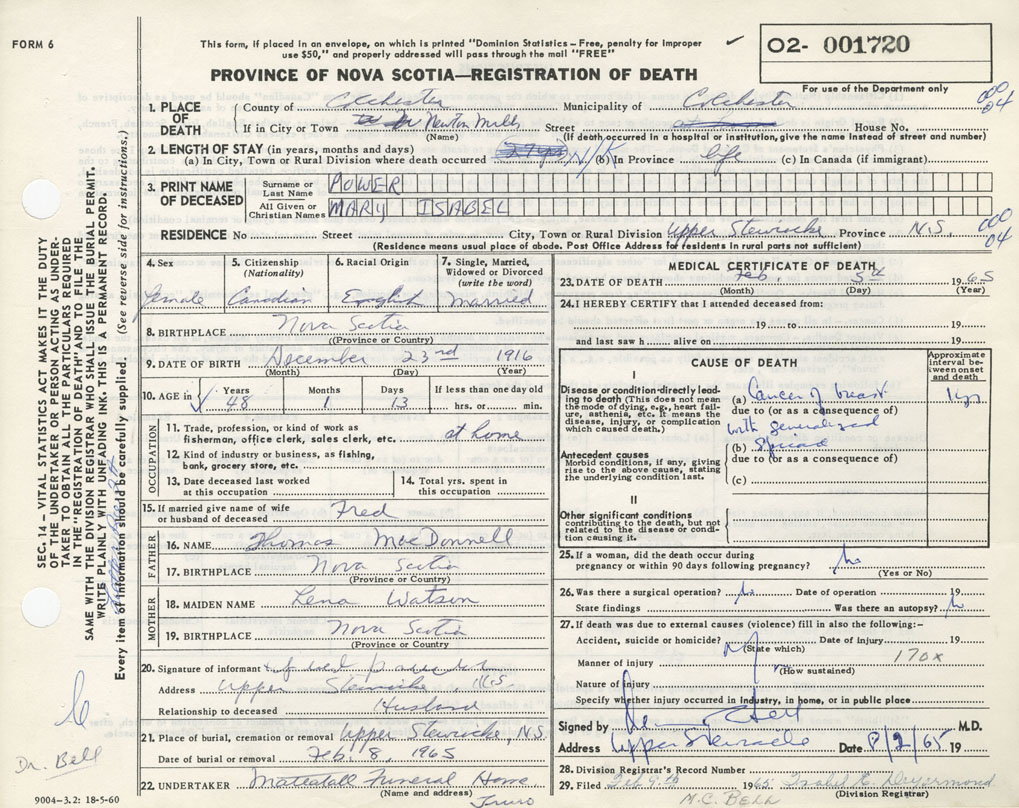 FORM 6
This form, if placed in an envelope, on which is printed "Dominion Statistics – Free, penalty for improper
use $50," and properly addressed will pass through the mail "FREE"
✓ 02- 001720
For use of the Department only
PROVINCE OF NOVA SCOTIA—REGISTRATION OF DEATH
1. PLACE OF DEATH { County of Colchester Municipality of Colchester
If in City or Town Newton Mills Street House No.
(Name) (If death occurred in a hospital or institution, give the name instead of street and number)
000
04
2. LENGTH OF STAY (in years, months and days)
(a) In City, Town or Rural Division where death occurred N/K (b) In Province life (c) In Canada (if immigrant)
3. PRINT NAME OF DECEASED
Surname or Last Name POWER
All Given or Christian Names MARY ISABEL
RESIDENCE No Street City, Town or Rural Division Upper Stewiacke Province N.S.
(Residence means usual place of abode. Post Office Address for residents in rural parts not sufficient)
000
04
4. Sex female
5. Citizenship (Nationality) Canadian
6. Racial Origin English
7. Single, Married, Widowed or Divorced (write the word) married
8. BIRTHPLACE Nova Scotia
((Province or Country)
9. DATE OF BIRTH December 23rd 1916
(Month) (Day) (Year)
10. AGE in Years 48 Months 1 Days 13 If less than one day old hrs. or min.
OCCUPATION
11. Trade, profession, or kind of work as fisherman, office clerk, sales clerk, etc. at home
12. Kind of industry or business, as fishing, bank, grocery store, etc.
13. Date deceased last worked at this occupation
14. Total yrs. spent in this occupation
15. If married give name of wife or husband of deceased Fred
FATHER
16. NAME Thomas MacDonnell
17. BIRTHPLACE Nova Scotia
(Province or Country)
MOTHER
18. MAIDEN NAME Lena Watson
19. BIRTHPLACE Nova Scotia
(Province or Country)
20. Signature of informant
Address Upper Stewiacke, N.S.
Relationship to deceased Husband
21. Place of burial, cremation or removal Upper Stewiacke, N.S.
Date of burial or removal Feb. 8, 1965
22. UNDERTAKER Mattatall Funeral Home
(Name and address) Truro
MEDICAL CERTIFICATE OF DEATH
23. DATE OF DEATH Feb. 5th 1965
(Month) (Day) (Year)
24. I HEREBY CERTIFY that I attended deceased from:
19 to 19
and last saw h alive on 19
CAUSE OF DEATH
Approximate interval between onset and death
I
Disease or condition directly leading to death (This does not mean the mode of dying, e.g., heart failure, asthenia, etc. It means the disease, injury, or complication which caused death.)
(a) Cancer of breast 1 yr
due to (or as a consequence of)
with generalized
(b) Spread
due to (or as a consequence of)
(c)
Antecedent causes
Morbid conditions, if any, giving rise to the above cause, stating the underlying condition last.
II
Other significant conditions
contributing to the death, but not related to the disease or condition causing it.
25. If a woman, did the death occur during pregnancy or within 90 days following pregnancy? No
(Yes or No)
26. Was there a surgical operation? Date of operation 19
State findings Was there an autopsy?
27. If death was due to external causes (violence) fill in also the following:-
Accident, suicide or homicide? Date of injury 19
(State which)
Manner of injury 170x
(How sustained)
Nature of injury
Specify whether injury occurred in industry, in home, or in public place
Signed by Bell M.D.
Address Upper Stewiacke Date 8/2/65 19
28. Division Registrar's Record Number
29. Filed Feb 9th 1965
(Division Registrar)
M.C. BELL
SEC. 14 – VITAL STATISTICS ACT MAKES IT THE DUTY
OF THE UNDERTAKER OR PERSON ACTING AS UNDER-
TAKER TO OBTAIN ALL THE PARTICULARS REQUIRED
IN THE "REGISTRATION OF DEATH" AND TO FILE THE
SAME WITH THE DIVISION REGISTRAR WHO SHALL ISSUE THE BURIAL PERMIT.
WRITE PLAINLY WITH UNFADING INK. THIS IS A PERMANENT RECORD.
Every item of information should be carefully supplied. (See reverse side for instructions.)
Dr. Bell
9004-3.2: 18-5-60